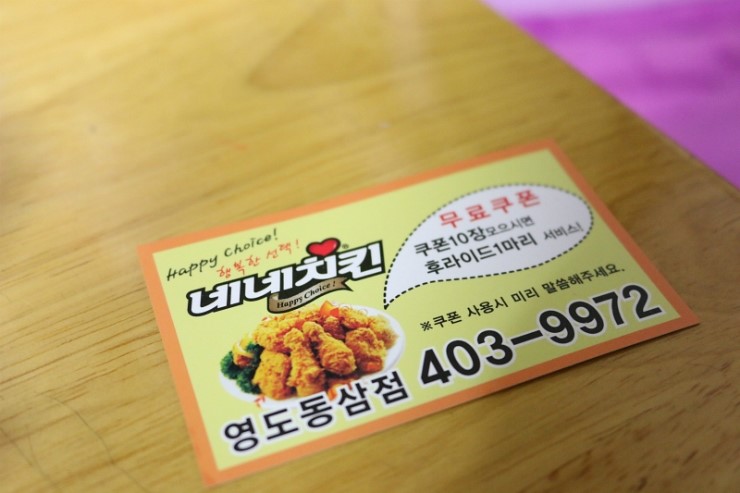 Happy Choice!
행복한 선택!
네네치킨
Happy Choice!
무료쿠폰
쿠폰10장모으시면
후라이드1마리 서비스!
※쿠폰 사용시 미리 말씀해주세요.
영도동삼점 403-9972